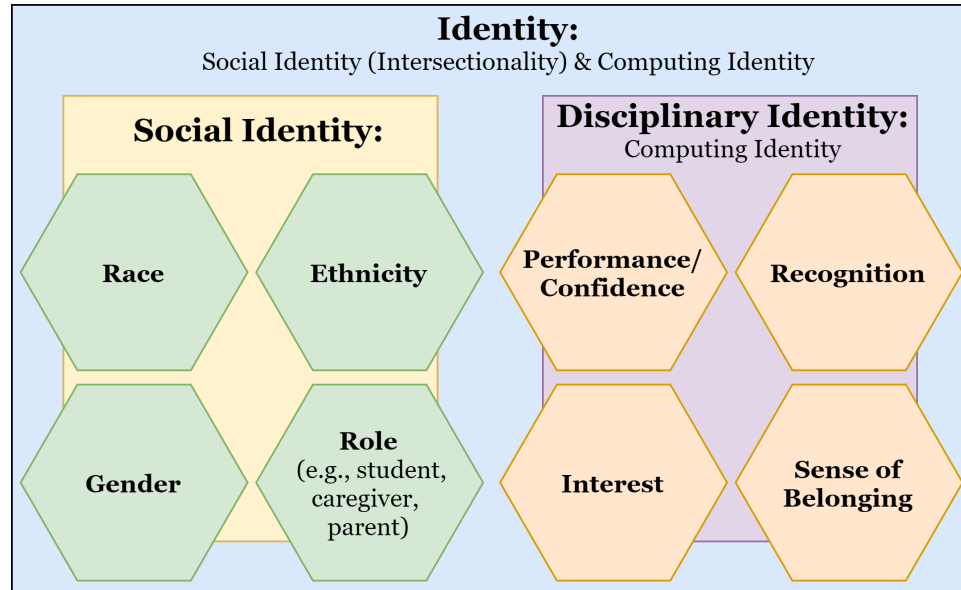 Identity:
Social Identity (Intersectionality) & Computing Identity
Social Identity:
Race
Ethnicity
Gender
Role
(e.g., student,
caregiver,
parent)
Disciplinary Identity:
Computing Identity
Performance/
Confidence
Recognition
Interest
Sense of
Belonging